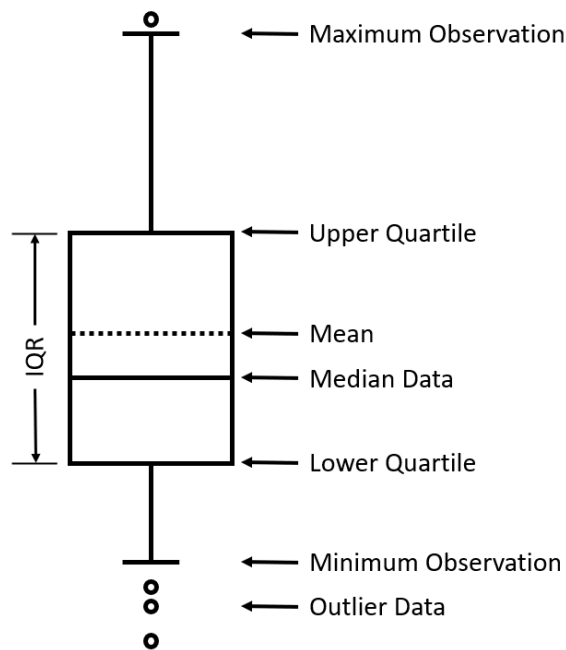 Maximum Observation
Upper Quartile
Mean
IQR
Median Data
Lower Quartile
Minimum Observation
Outlier Data